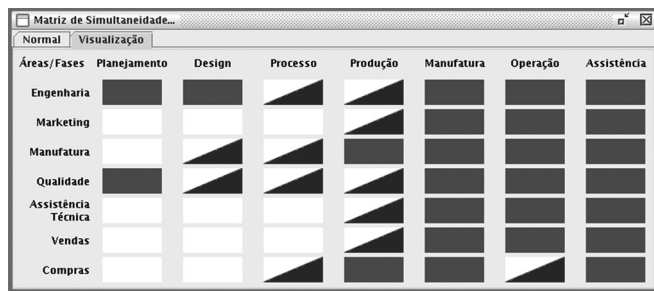 Matriz de Simultaneidade...
Normal Visualização
Áreas/Fases Planejamento Design Processo Produção Manufatura Operação Assistência
Engenharia
Marketing
Manufatura
Qualidade
Assistência
Técnica
Vendas
Compras